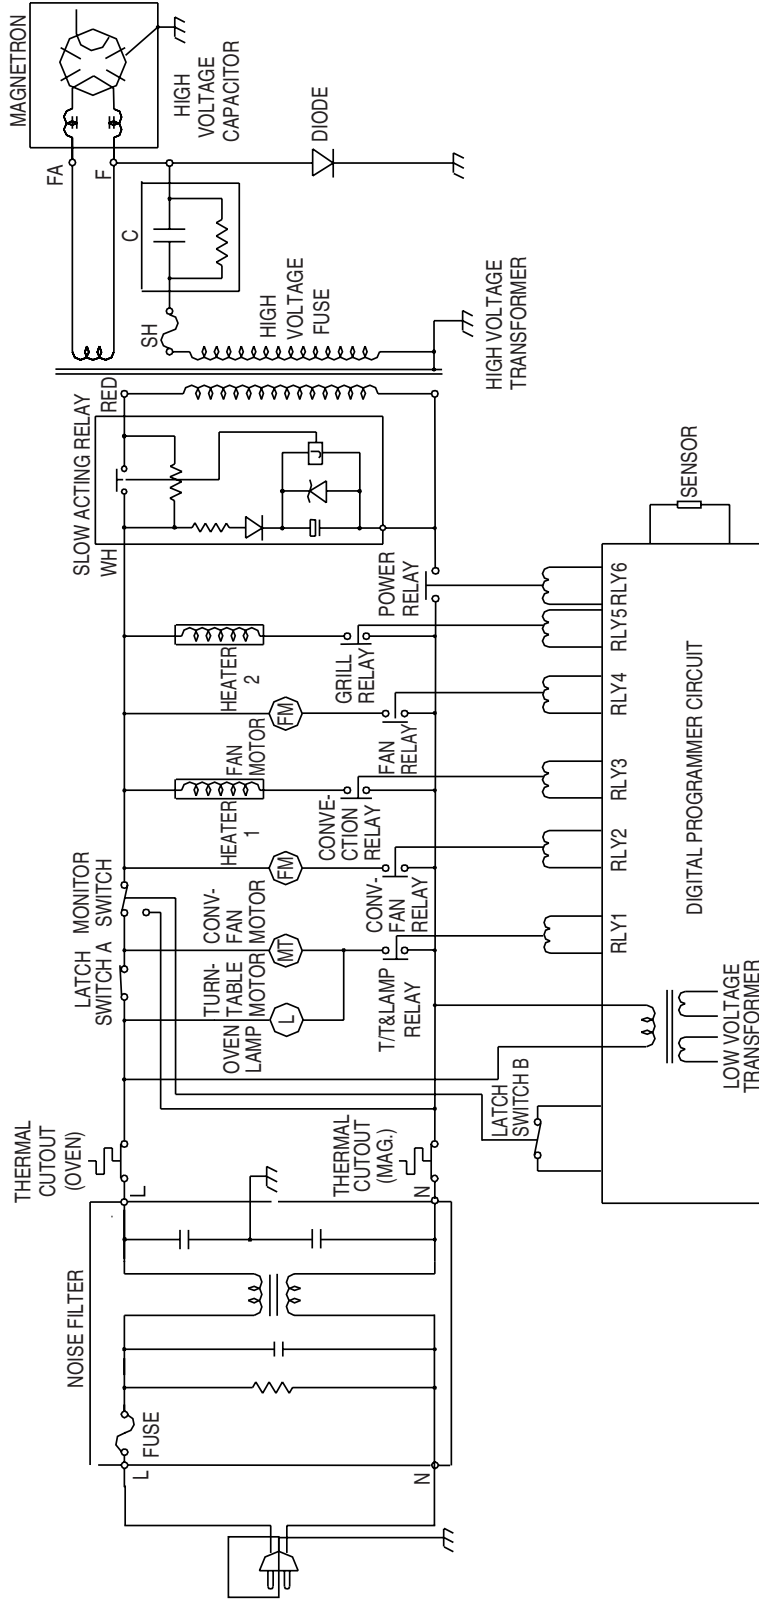 MAGNETRON
HIGH
VOLTAGE
CAPACITOR
FA
F
DIODE
C
SH
HIGH
VOLTAGE
FUSE
HIGH VOLTAGE
TRANSFORMER
RED
SLOW ACTING RELAY
WH
POWER
RELAY
HEATER
2
GRILL
RELAY
FAN
MOTOR
FM
FAN
RELAY
HEATER
1
CONVE-
CTION
RELAY
CONV-
FAN
MOTOR
FM
CONV-
FAN
RELAY
MONITOR
SWITCH
LATCH
SWITCH A
TURN-
TABLE
MOTOR
MT
OVEN
LAMP
L
T/T&LAMP
RELAY
SENSOR
RLY6
RLY5
RLY4
RLY3
RLY2
RLY1
DIGITAL PROGRAMMER CIRCUIT
LOW VOLTAGE
TRANSFORMER
LATCH
SWITCH B
THERMAL
CUTOUT
(OVEN)
THERMAL
CUTOUT
(MAG.)
L
N
NOISE FILTER
FUSE
L
N